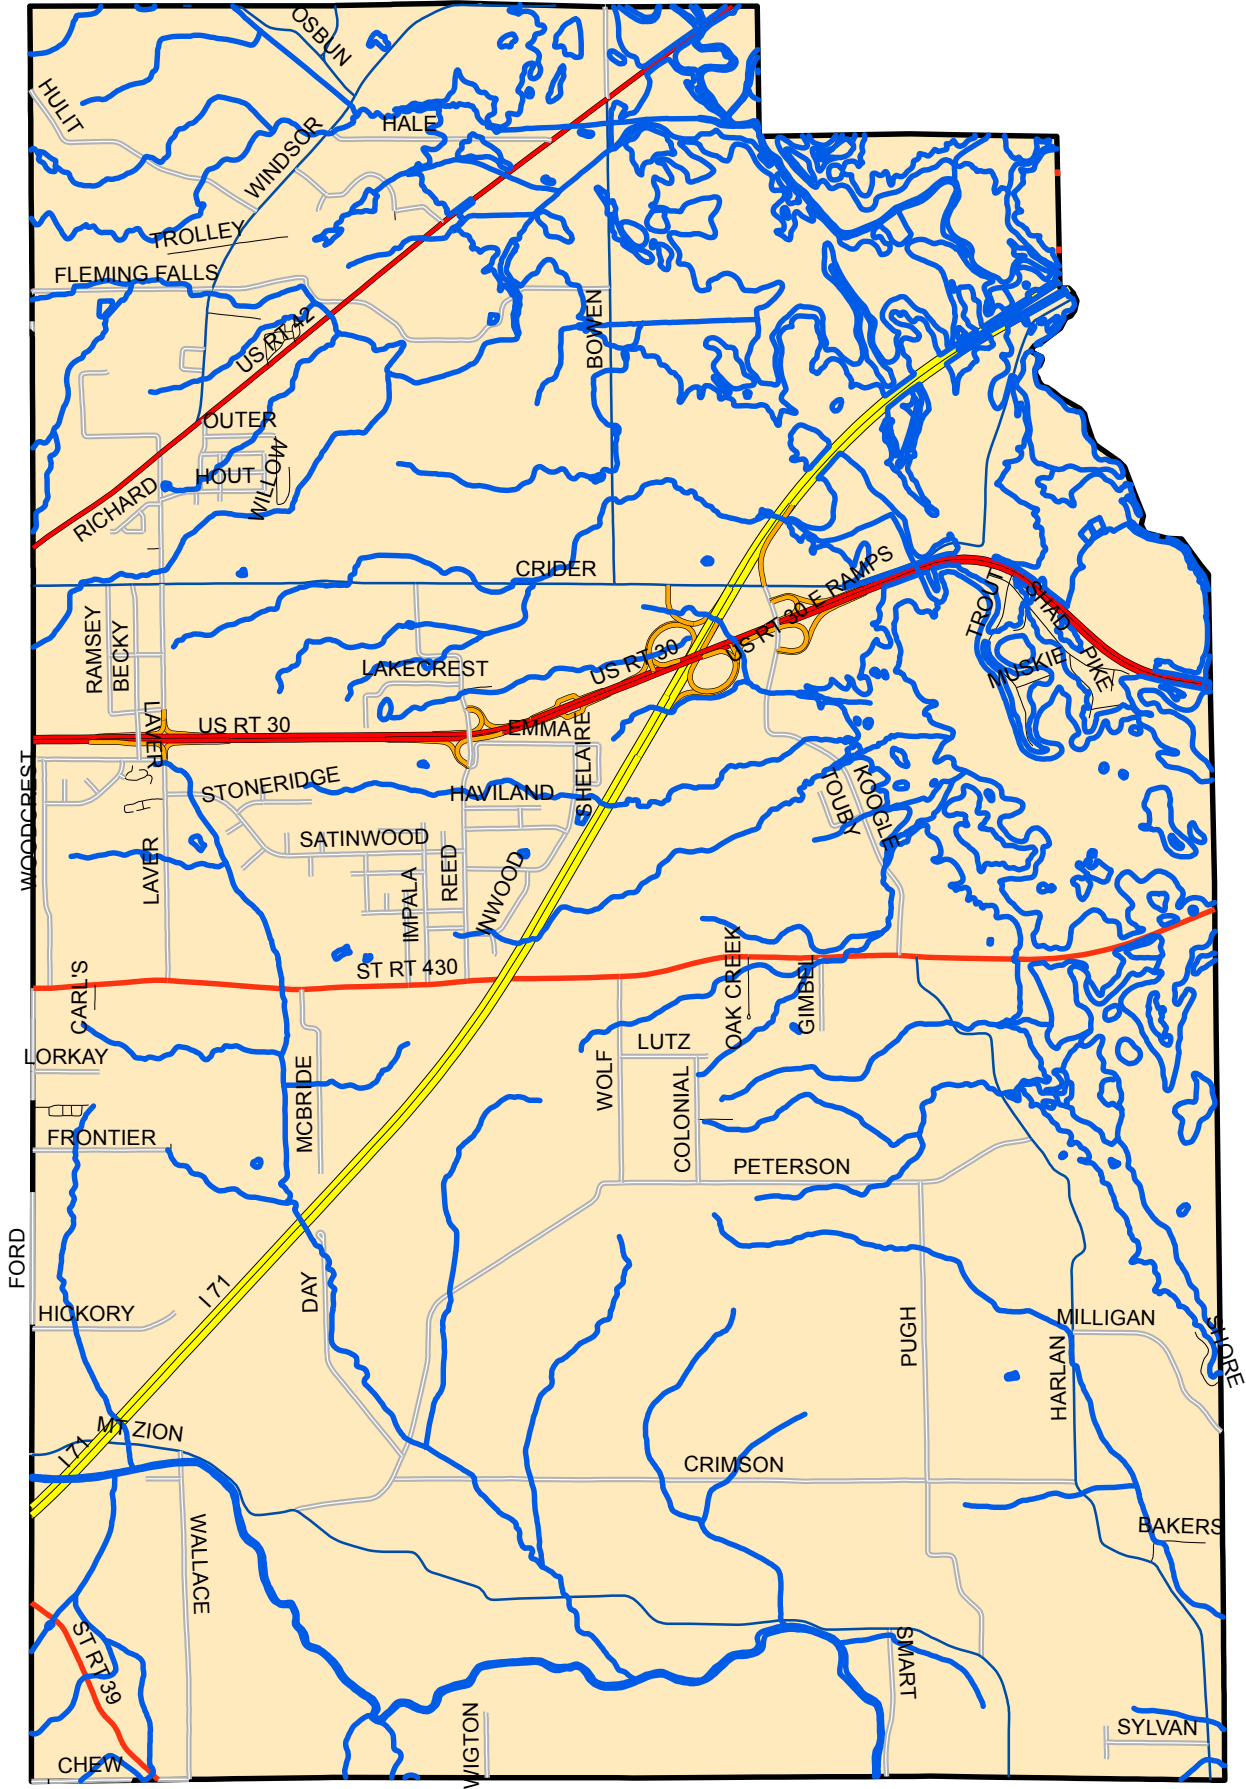 OSBUN
HULIT
HALE
WINDSOR
TROLLEY
FLEMING FALLS
US RT 42
BOWEN
OUTER
HOUT
WILLOW
RICHARD
CRIDER
US RT 30 E RAMPS
TROUT
SHAD
RAMSEY
BECKY
LAKECREST
US RT 30
MUSKIE
PIKE
LAVER
US RT 30
EMMA
SHELAIRE
WOODCREST
STONERIDGE
HAVILAND
TOUBY
KOOGLE
SATINWOOD
LAVER
REED
IMPALA
INWOOD
CARL'S
ST RT 430
OAK CREEK
GIMBEL
LORKAY
LUTZ
WOLF
MCBRIDE
COLONIAL
FRONTIER
PETERSON
FORD
I 71
DAY
HICKORY
PUGH
MILLIGAN
HARLAN
SHORE
MT ZION
I 71
CRIMSON
WALLACE
BAKERS
ST RT 39
SMART
WIGTON
SYLVAN
CHEW